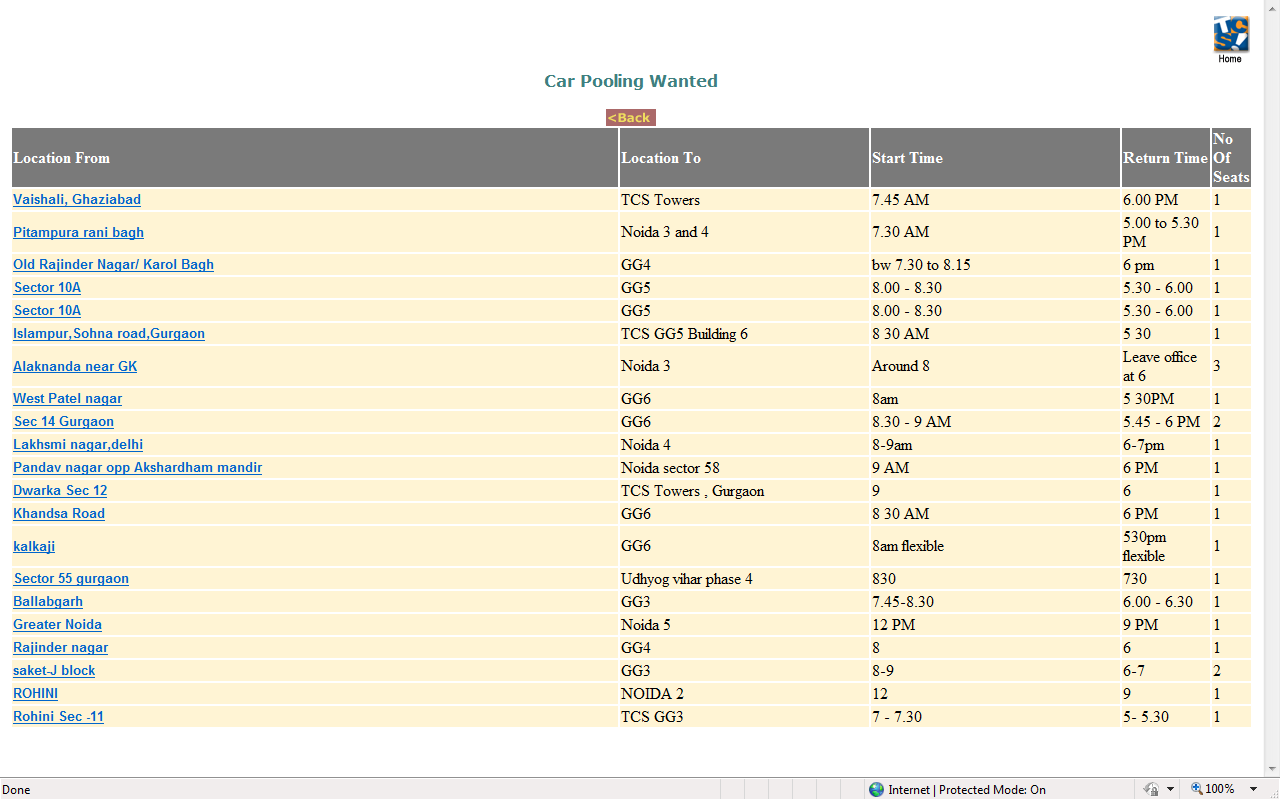 TCS
Home
Car Pooling Wanted
<Back
Location From Location To Start Time Return Time No Of Seats
Vaishali, Ghaziabad TCS Towers 7.45 AM 6.00 PM 1
Pitampura rani bagh Noida 3 and 4 7.30 AM 5.00 to 5.30 PM 1
Old Rajinder Nagar/ Karol Bagh GG4 bw 7.30 to 8.15 6 pm 1
Sector 10A GG5 8.00 - 8.30 5.30 - 6.00 1
Sector 10A GG5 8.00 - 8.30 5.30 - 6.00 1
Islampur,Sohna road,Gurgaon TCS GG5 Building 6 8 30 AM 5 30 1
Alaknanda near GK Noida 3 Around 8 Leave office at 6 3
West Patel nagar GG6 8am 5 30PM 1
Sec 14 Gurgaon GG6 8.30 - 9 AM 5.45 - 6 PM 2
Lakhsmi nagar,delhi Noida 4 8-9am 6-7pm 1
Pandav nagar opp Akshardham mandir Noida sector 58 9 AM 6 PM 1
Dwarka Sec 12 TCS Towers , Gurgaon 9 6 1
Khandsa Road GG6 8 30 AM 6 PM 1
kalkaji GG6 8am flexible 530pm flexible 1
Sector 55 gurgaon Udhyog vihar phase 4 830 730 1
Ballabgarh GG3 7.45-8.30 6.00 - 6.30 1
Greater Noida Noida 5 12 PM 9 PM 1
Rajinder nagar GG4 8 6 1
saket-J block GG3 8-9 6-7 2
ROHINI NOIDA 2 12 9 1
Rohini Sec -11 TCS GG3 7 - 7.30 5- 5.30 1
Done Internet | Protected Mode: On 100%